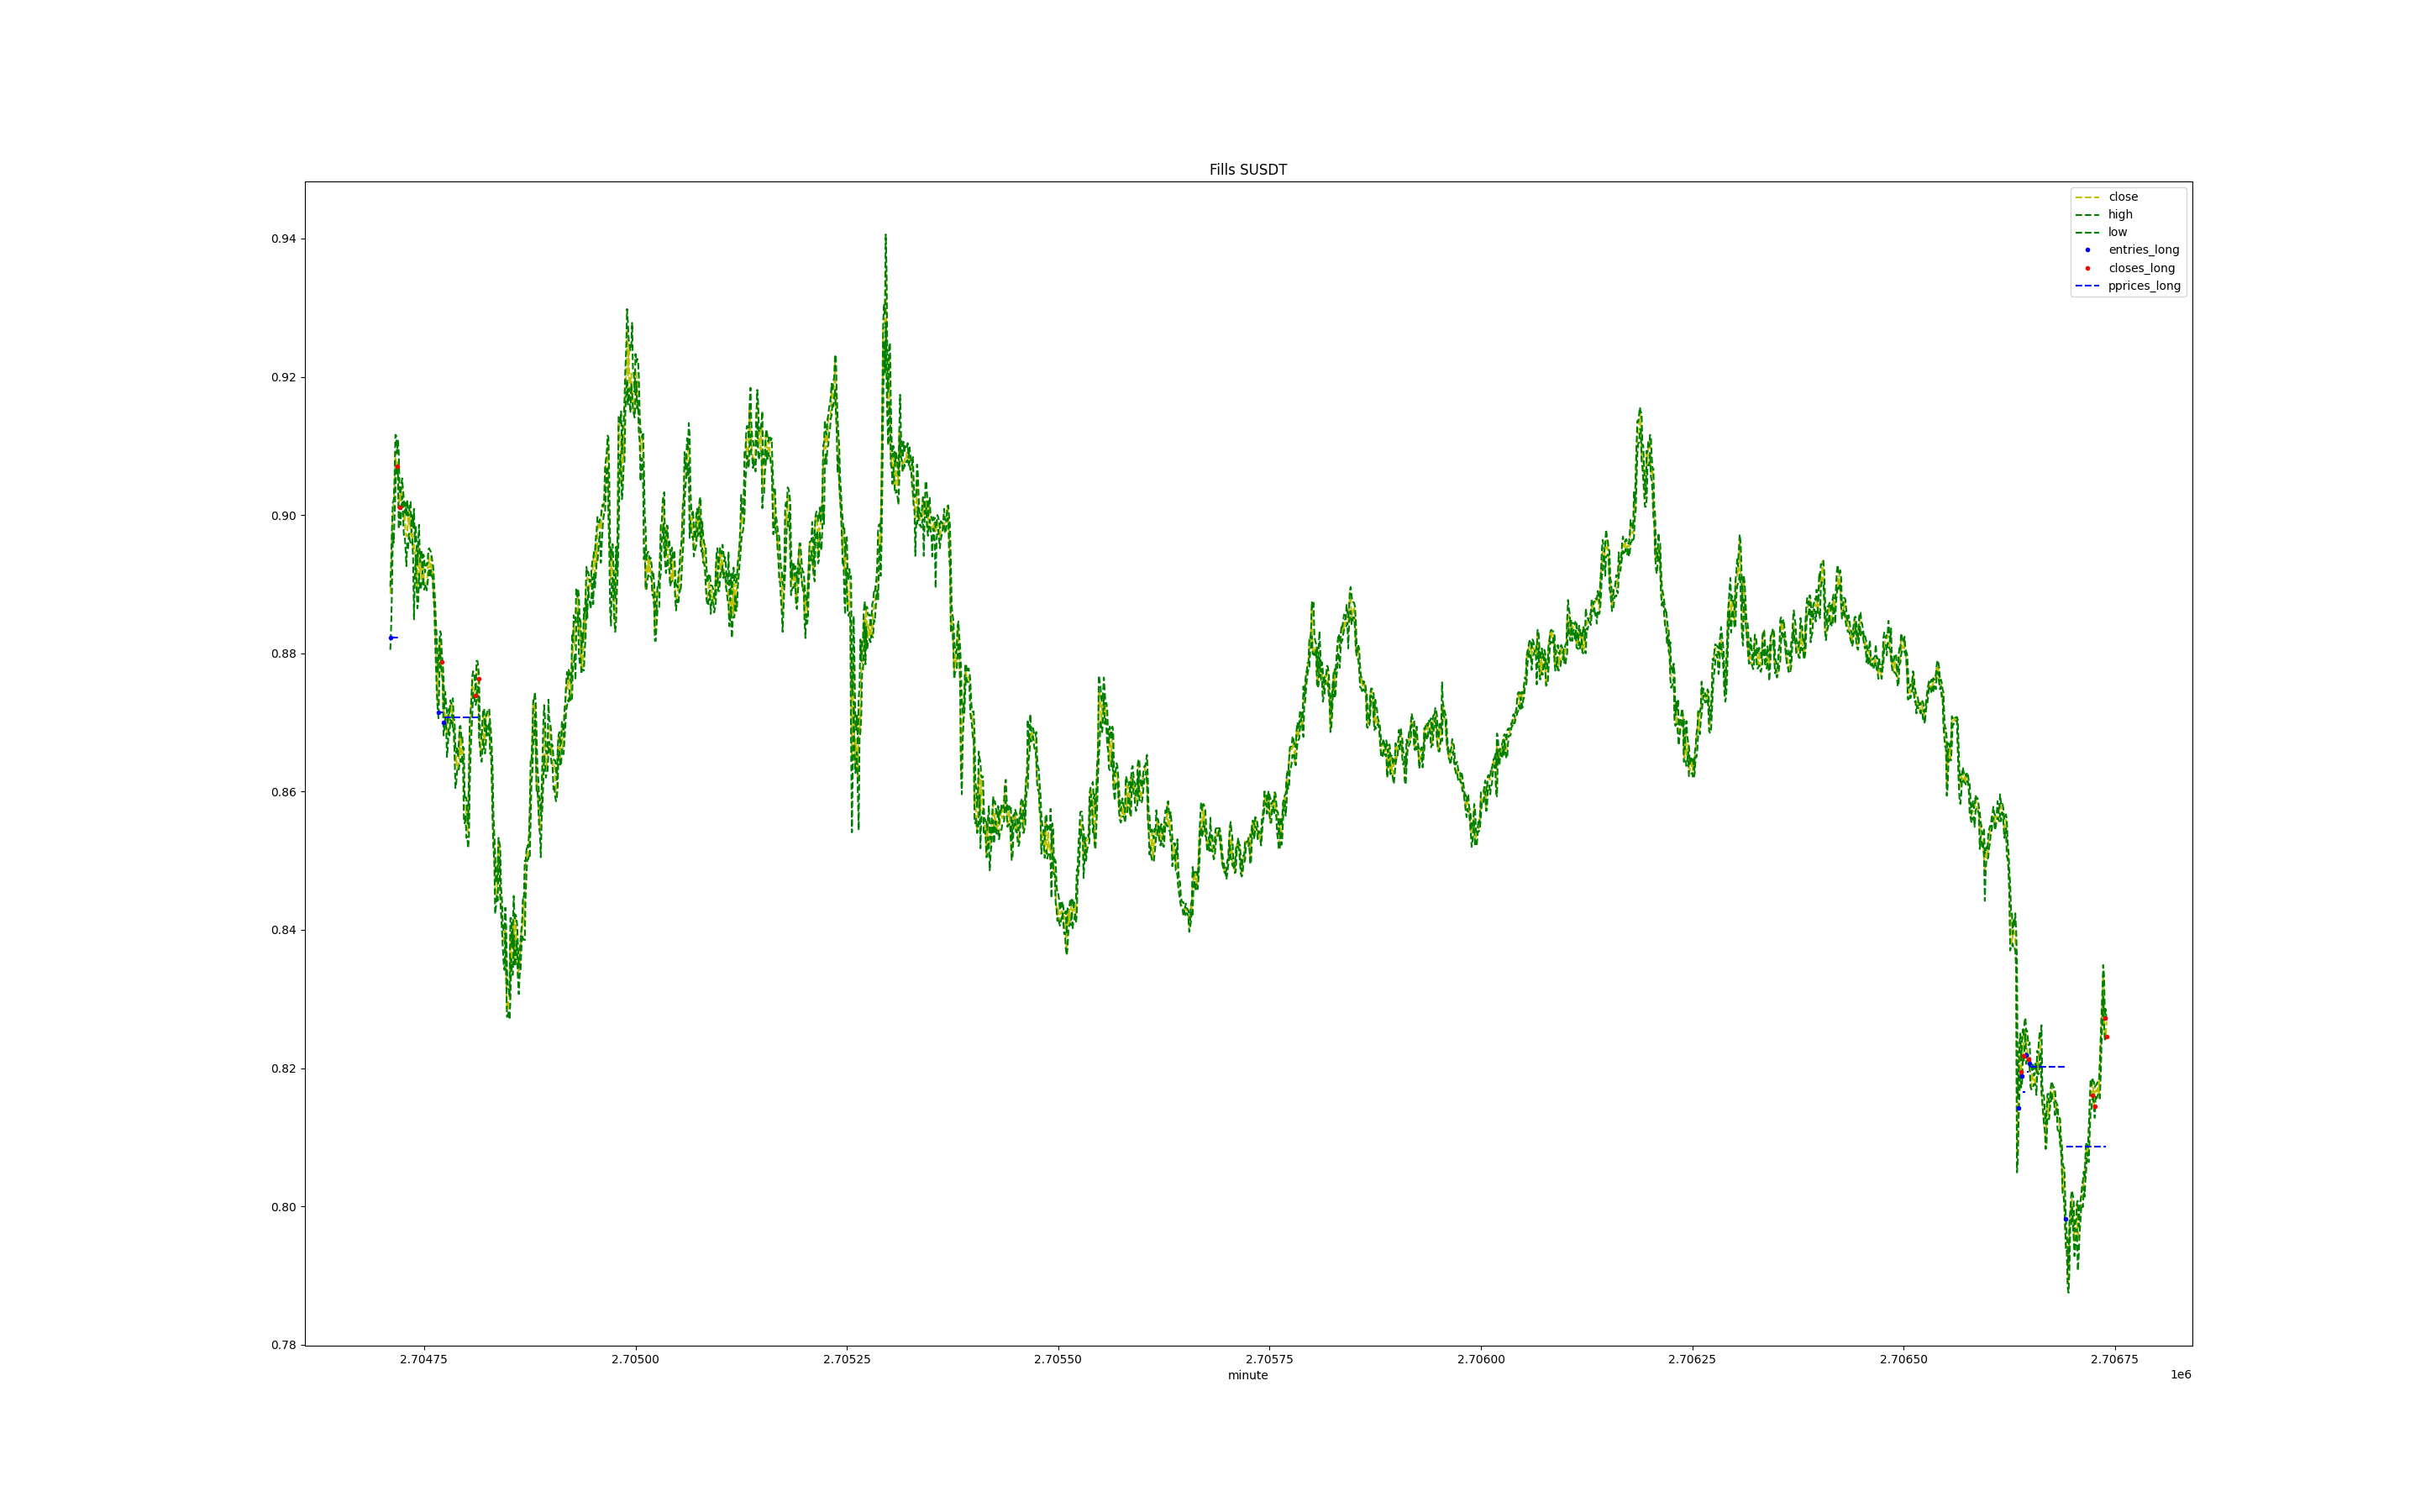 Fills SUSDT
close
high
low
entries_long
closes_long
pprices_long
0.94
0.92
0.90
0.88
0.86
0.84
0.82
0.80
0.78
2.70475 2.70500 2.70525 2.70550 2.70575 2.70600 2.70625 2.70650 2.70675
minute 1e6